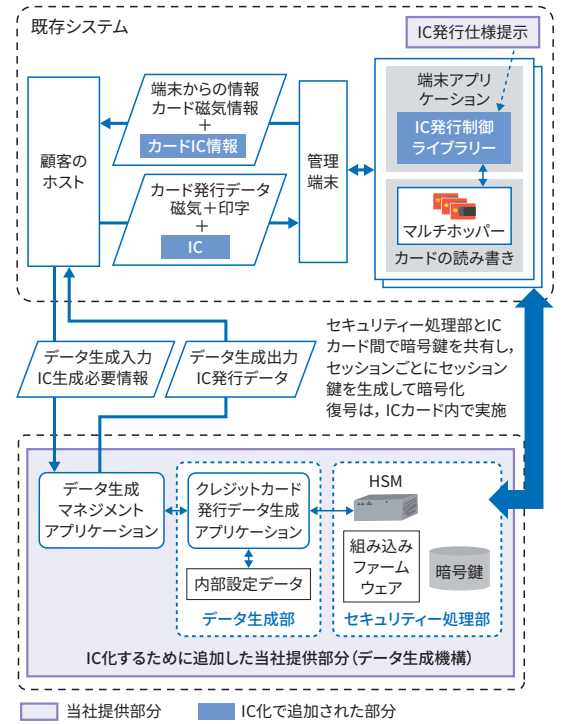 既存システム
IC発行仕様提示
端末からの情報
カード磁気情報
+
カードIC情報
顧客の
ホスト
カード発行データ
磁気+印字
+
IC
管理
端末
端末アプリ
ケーション
IC発行制御
ライブラリー
マルチホッパー
カードの読み書き
データ生成入力
IC生成必要情報
データ生成出力
IC発行データ
セキュリティー処理部とIC
カード間で暗号鍵を共有し,
セッションごとにセッション
鍵を生成して暗号化
復号は,ICカード内で実施
データ生成
マネジメント
アプリケーション
クレジットカード
発行データ生成
アプリケーション
内部設定データ
データ生成部
HSM
組み込み
ファーム
ウェア
暗号鍵
セキュリティー処理部
IC化するために追加した当社提供部分(データ生成機構)
当社提供部分
IC化で追加された部分